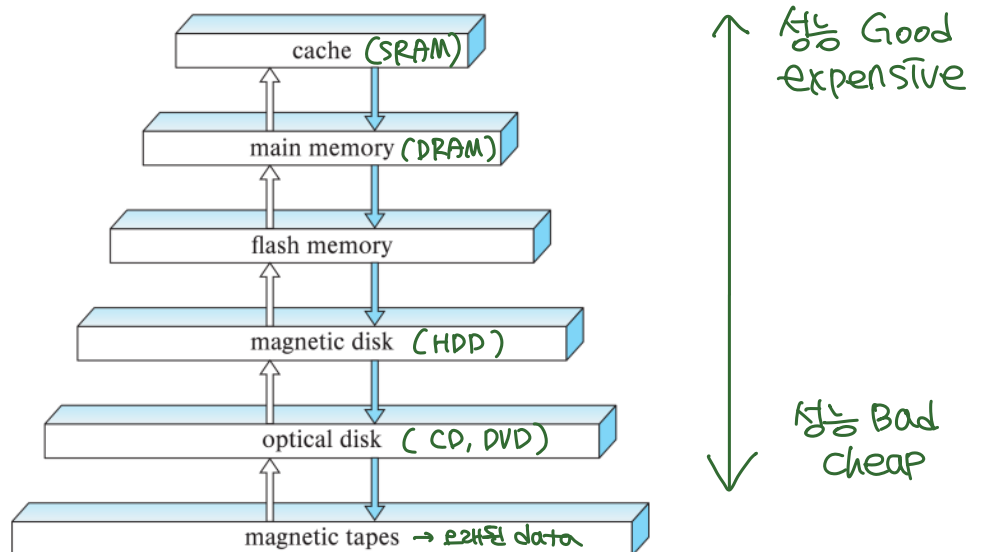 cache (SRAM)
main memory (DRAM)
flash memory
magnetic disk (HDD)
optical disk (CD, DVD)
magnetic tapes →오래된 data
성능 Good
expensive
성능 Bad
cheap